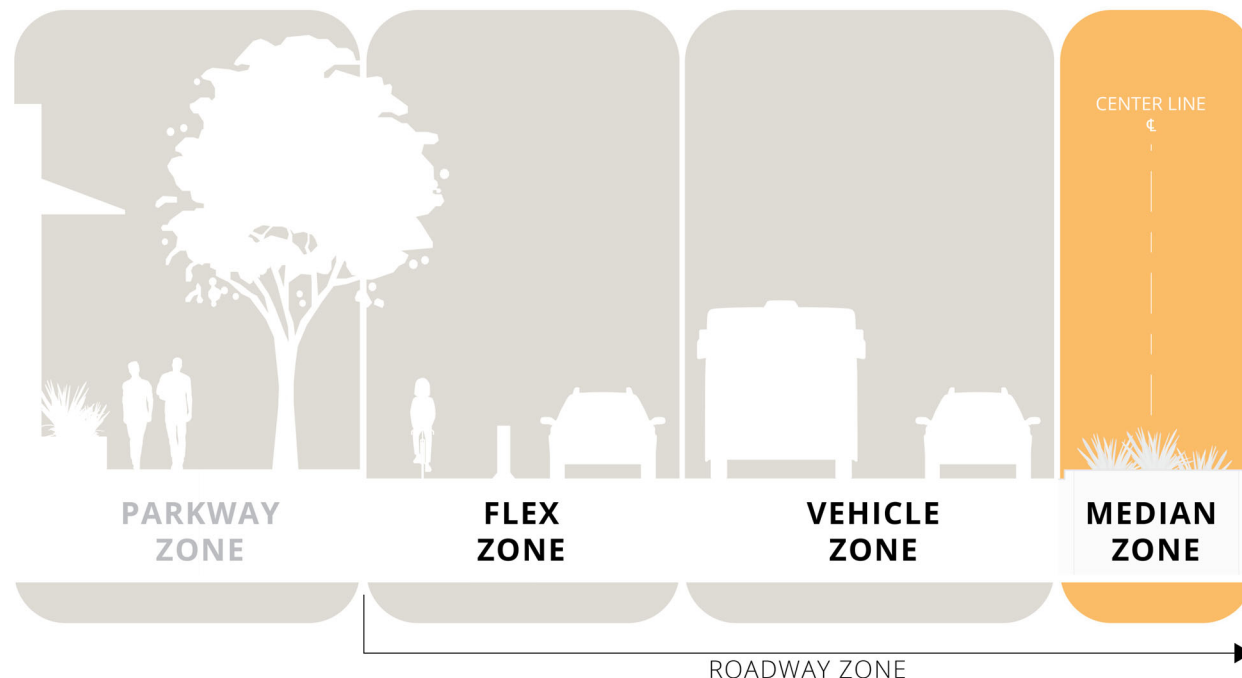 CENTER LINE
℄
PARKWAY
ZONE
FLEX
ZONE
VEHICLE
ZONE
MEDIAN
ZONE
ROADWAY ZONE